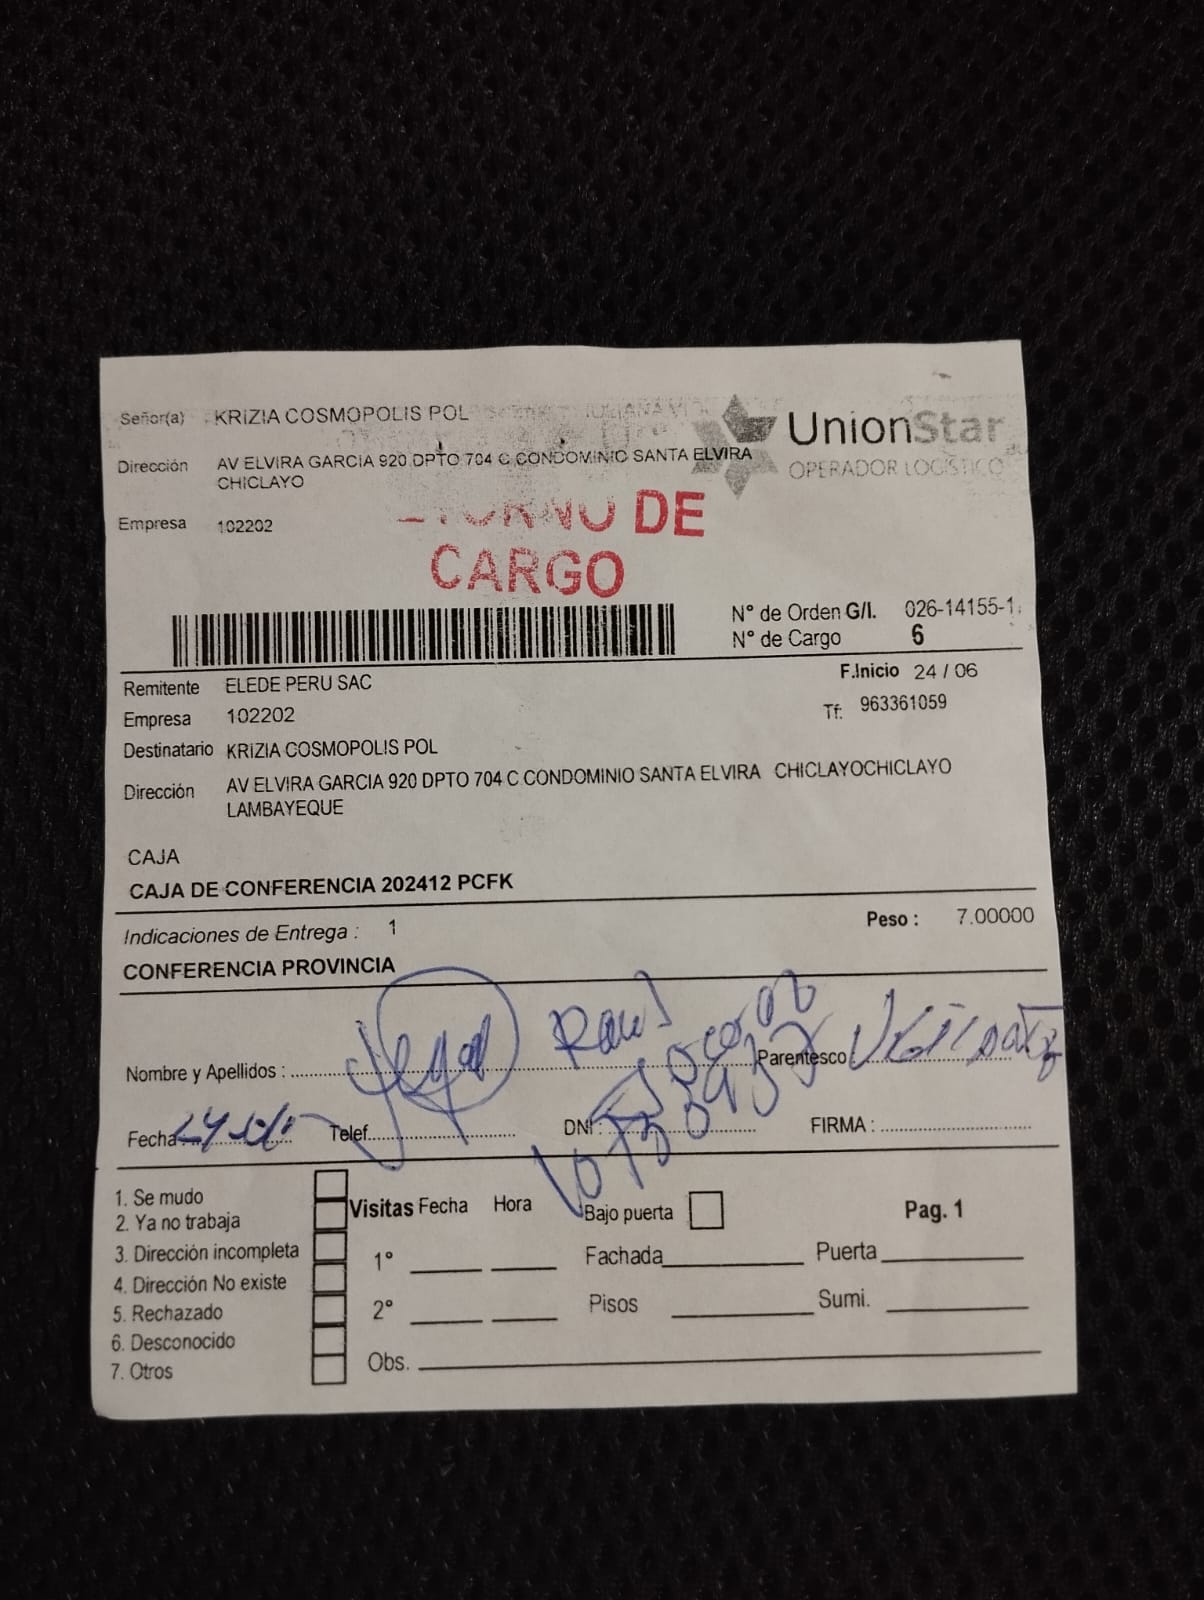 Señor(a) KRIZIA COSMOPOLIS POL
UnionStar
OPERADOR LOGÍSTICO
Dirección AV ELVIRA GARCIA 920 DPTO 704 C CONDOMINIO SANTA ELVIRA
CHICLAYO
Empresa 102202
DE
CARGO
N° de Orden G/I. 026-14155-1
N° de Cargo 6
Remitente ELEDE PERU SAC
F.Inicio 24 / 06
Empresa 102202
Tf: 963361059
Destinatario KRIZIA COSMOPOLIS POL
Dirección AV ELVIRA GARCIA 920 DPTO 704 C CONDOMINIO SANTA ELVIRA CHICLAYOCHICLAYO
LAMBAYEQUE
CAJA
CAJA DE CONFERENCIA 202412 PCFK
Indicaciones de Entrega : 1
Peso : 7.00000
CONFERENCIA PROVINCIA
Nombre y Apellidos : Raul Parentesco
Fecha Telef. DNI : FIRMA :
1. Se mudo
2. Ya no trabaja
3. Dirección incompleta
4. Dirección No existe
5. Rechazado
6. Desconocido
7. Otros
Visitas Fecha Hora
1°
2°
Obs.
Bajo puerta
Pag. 1
Fachada Puerta
Pisos Sumi.